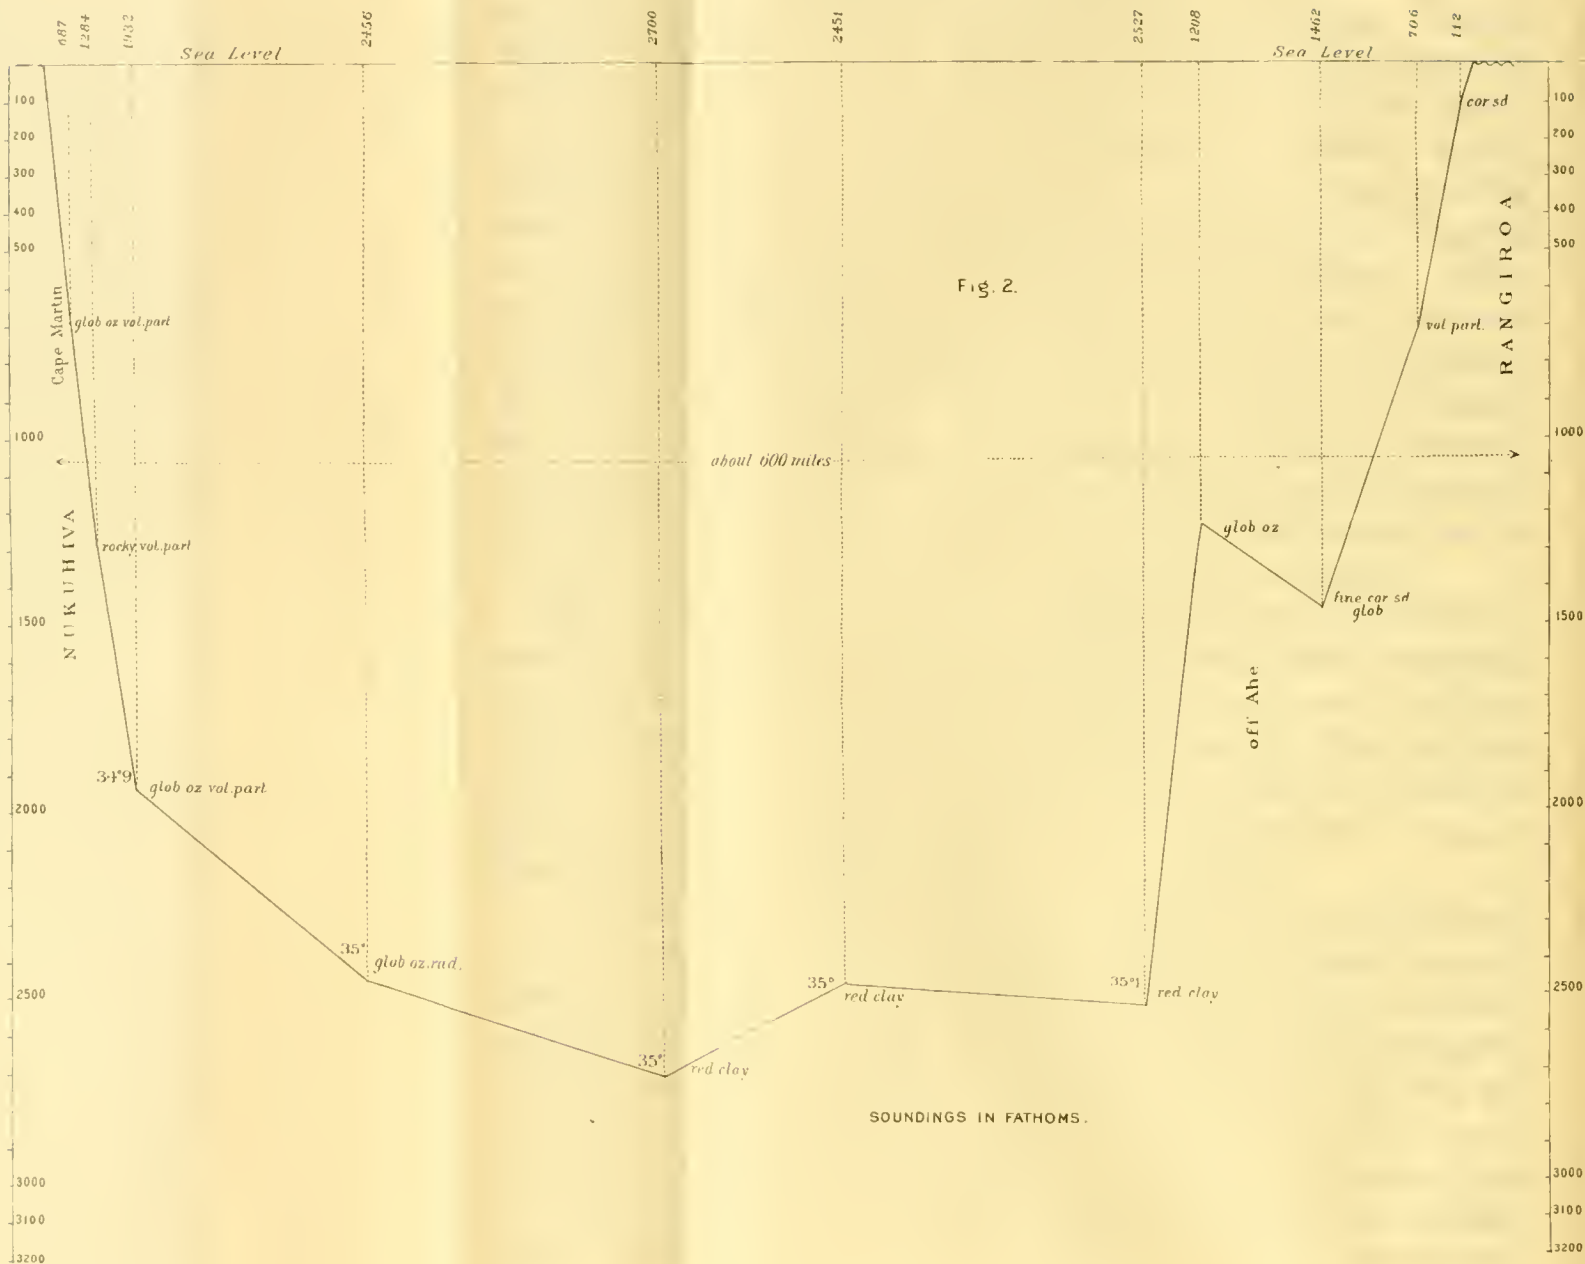 687
1284
1932
2456
2700
2451
2527
1208
1462
706
112
Sea Level
Sea Level
100
200
300
400
500
1000
1500
2000
2500
3000
3100
3200
100
200
300
400
500
1000
1500
2000
2500
3000
3100
3200
cor sd
Fig. 2.
Cape Martin
glob oz vol.part
vol part.
RANGIROA
about 600 miles
NUKUHIVA
rocky vol.part
glob oz
fine cor sd
glob
off Ahe
34°9
glob oz vol.part
35°
glob oz.rad.
35°
red clay
35°1
red clay
35°
red clay
SOUNDINGS IN FATHOMS.